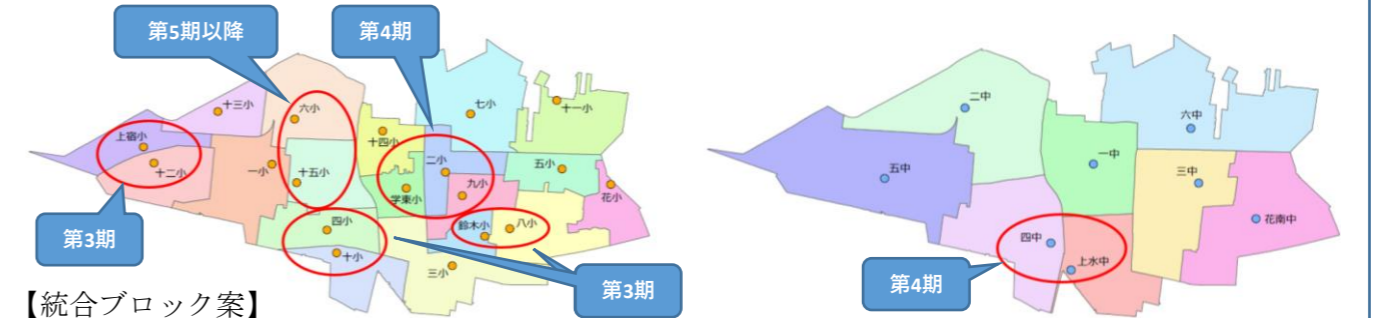 第5期以降
第4期
十三小
六小
七小
十一小
上宿小
十四小
十二小
一小
十五小
二小
五小
学東小
九小
花小
第3期
四小
鈴木小
八小
十小
三小
第3期
【統合ブロック案】
二中
六中
五中
一中
三中
花南中
四中
上水中
第4期